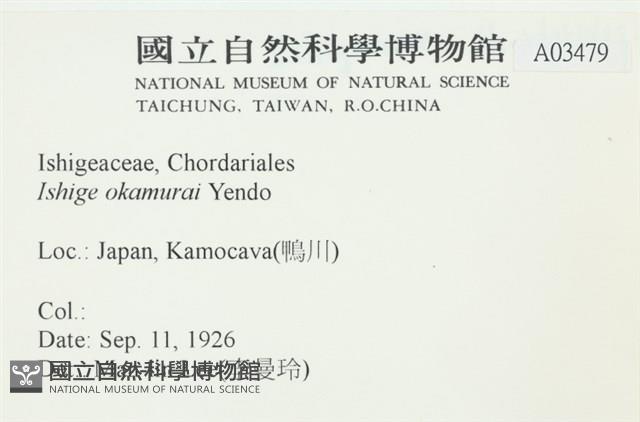 國立自然科學博物館
A03479
NATIONAL MUSEUM OF NATURAL SCIENCE
TAICHUNG, TAIWAN, R.O.CHINA
Ishigeaceae, Chordariales
Ishige okamurai Yendo
Loc.: Japan, Kamocava(鴨川)
Col.:
Date: Sep. 11, 1926
曼玲)
國立自然科學博物館
NATIONAL MUSEUM OF NATURAL SCIENCE